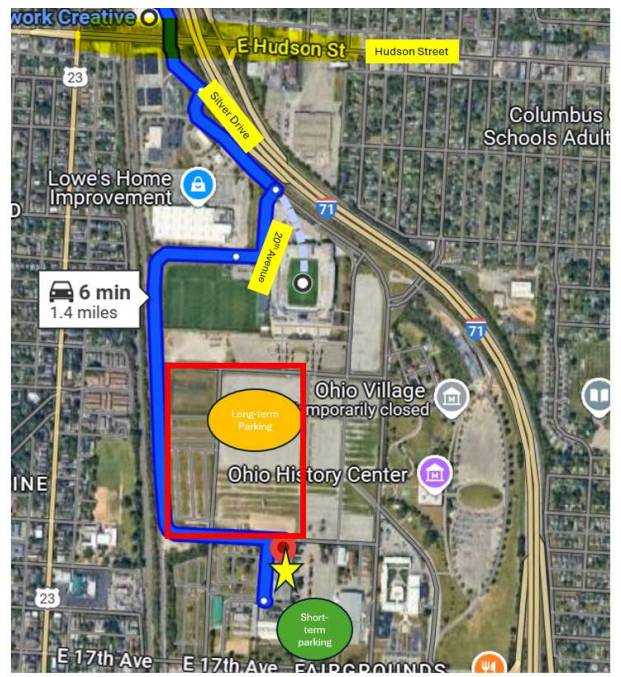 work Creative
E Hudson St
Hudson Street
23
Silver Drive
Columbus
Schools Adult
Lowe's Home
Improvement
71
20th Avenue
6 min
1.4 miles
71
Ohio Village
Temporarily closed
Long-term
Parking
Ohio History Center
INE
23
Short-
term
parking
E 17th Ave
E 17th Ave
FAIRGROUNDS